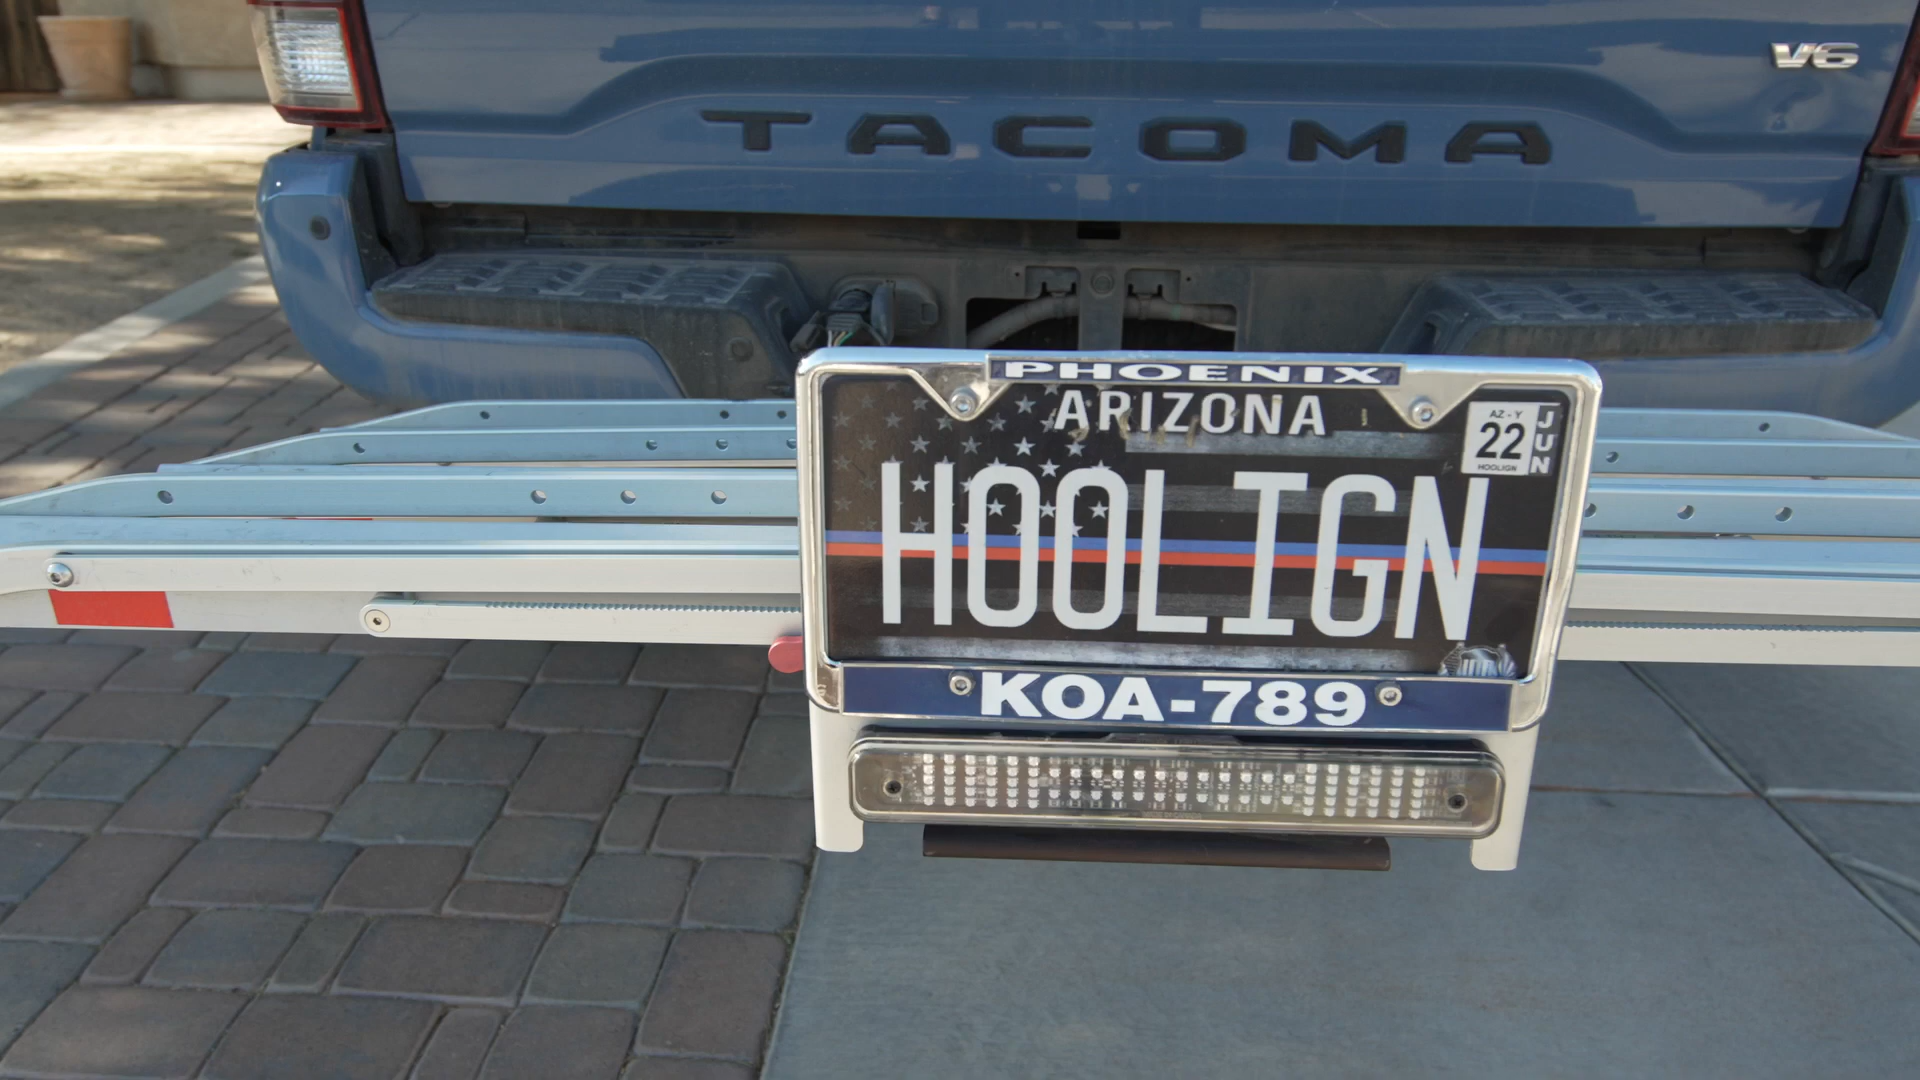 V6
TACOMA
PHOENIX
ARIZONA
AZ - Y
22
HOOLIGN
JUN
HOOLIGN
KOA-789